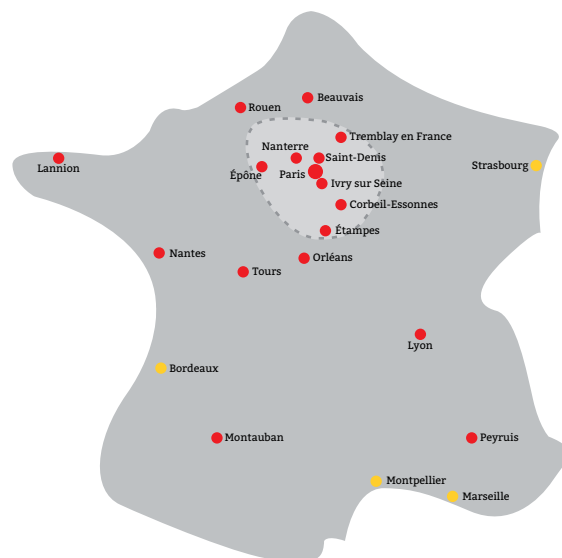 Beauvais
Rouen
Tremblay en France
Nanterre
Saint-Denis
Lannion
Strasbourg
Épône
Paris
Ivry sur Seine
Corbeil-Essonnes
Étampes
Nantes
Orléans
Tours
Lyon
Bordeaux
Montauban
Peyruis
Montpellier
Marseille